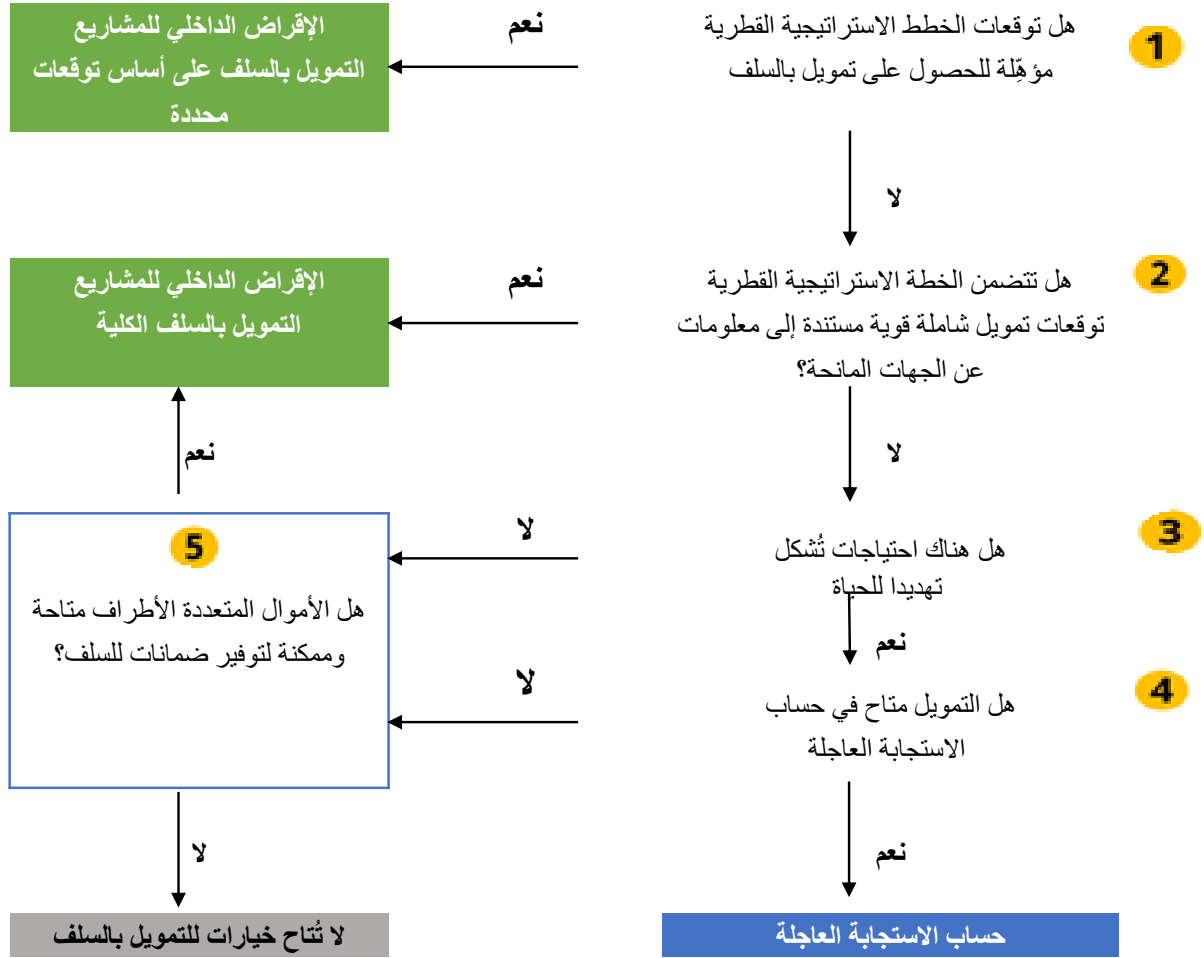 1
هل توقعات الخطط الاستراتيجية القطرية
مؤهِّلة للحصول على تمويل بالسلف
نعم
الإقراض الداخلي للمشاريع
التمويل بالسلف على أساس توقعات
محددة
لا
2
هل تتضمن الخطة الاستراتيجية القطرية
توقعات تمويل شاملة قوية مستندة إلى معلومات
عن الجهات المانحة؟
نعم
الإقراض الداخلي للمشاريع
التمويل بالسلف الكلية
لا
نعم
3
هل هناك احتياجات تُشكل
تهديدا للحياة
لا
5
هل الأموال المتعددة الأطراف متاحة
وممكنة لتوفير ضمانات للسلف؟
نعم
4
هل التمويل متاح في حساب
الاستجابة العاجلة
لا
نعم
لا
حساب الاستجابة العاجلة
لا تُتاح خيارات للتمويل بالسلف